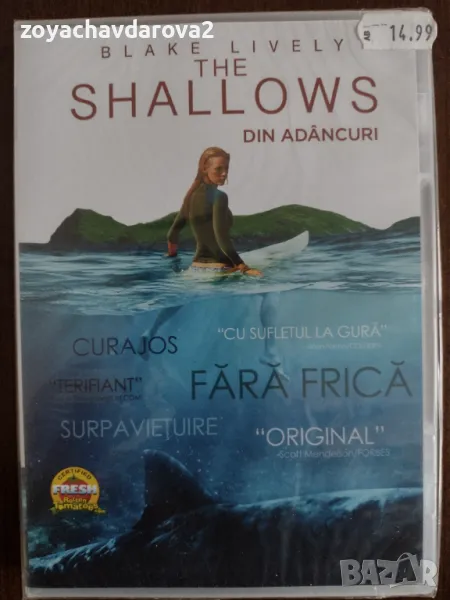 zoyachavdarova2
14.99
BLAKE LIVELY
THE
SHALLOWS
DIN ADÂNCURI
CURAJOS
"CU SUFLETUL LA GURĂ"
"TERIFIANT"
FĂRĂ FRICĂ
SURPAVIEȚUIRE
"ORIGINAL"
-Scott Mendelson, FORBES
CERTIFIED
FRESH
Rotten
Tomatoes
BAZAR